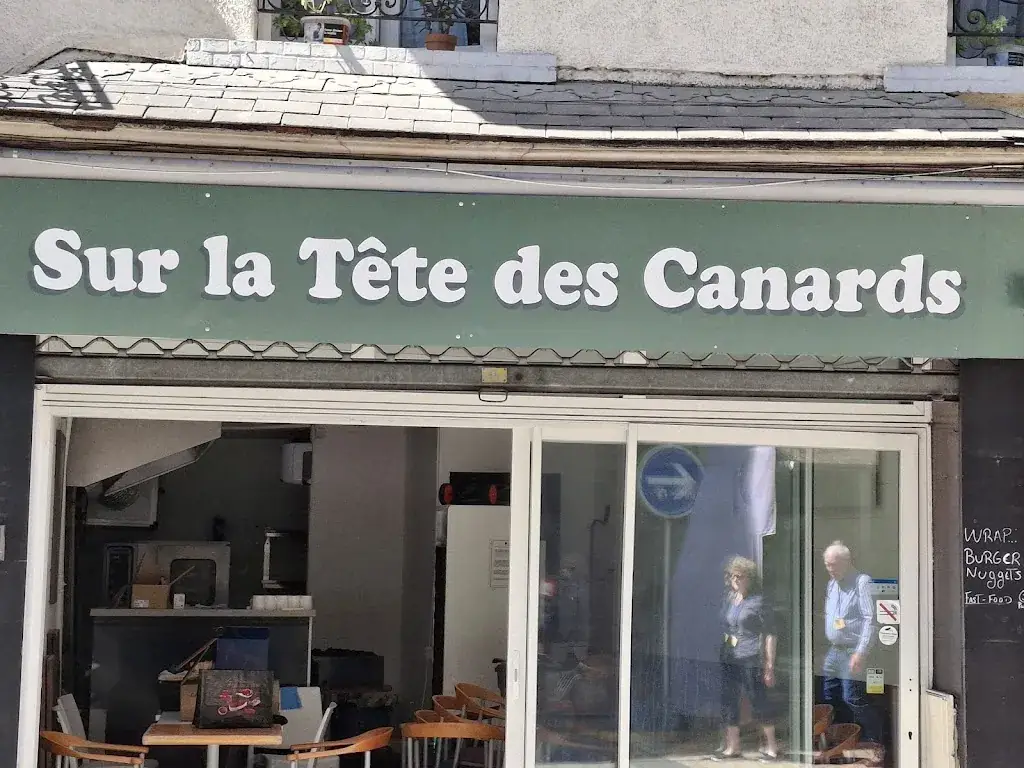 Sur la Tête des Canards
WRAP...
BURGER
NuggetS
FAST-FOOD